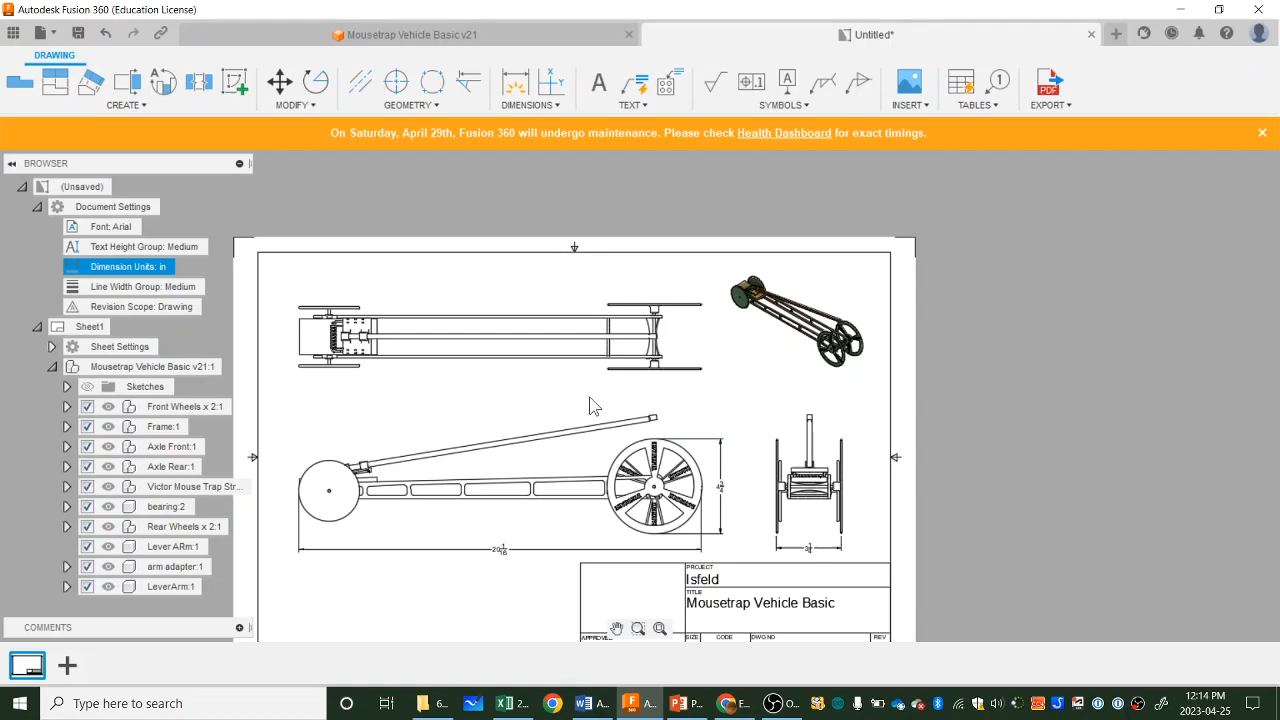 Autodesk Fusion 360 (Education License)
Mousetrap Vehicle Basic v21
Untitled*
DRAWING
CREATE
MODIFY
GEOMETRY
DIMENSIONS
TEXT
SYMBOLS
INSERT
TABLES
EXPORT
On Saturday, April 29th, Fusion 360 will undergo maintenance. Please check Health Dashboard for exact timings.
BROWSER
(Unsaved)
Document Settings
Font: Arial
Text Height Group: Medium
Dimension Units: in
Line Width Group: Medium
Revision Scope: Drawing
Sheet1
Sheet Settings
Mousetrap Vehicle Basic v21:1
Sketches
Front Wheels x 2:1
Frame:1
Axle Front:1
Axle Rear:1
Victor Mouse Trap Str...
bearing:2
Rear Wheels x 2:1
Lever ARm:1
arm adapter:1
LeverArm:1
20 1/16
PROJECT
Isfeld
TITLE
Mousetrap Vehicle Basic
SIZE CODE DWG NO REV
COMMENTS
Type here to search
12:14 PM
2023-04-25